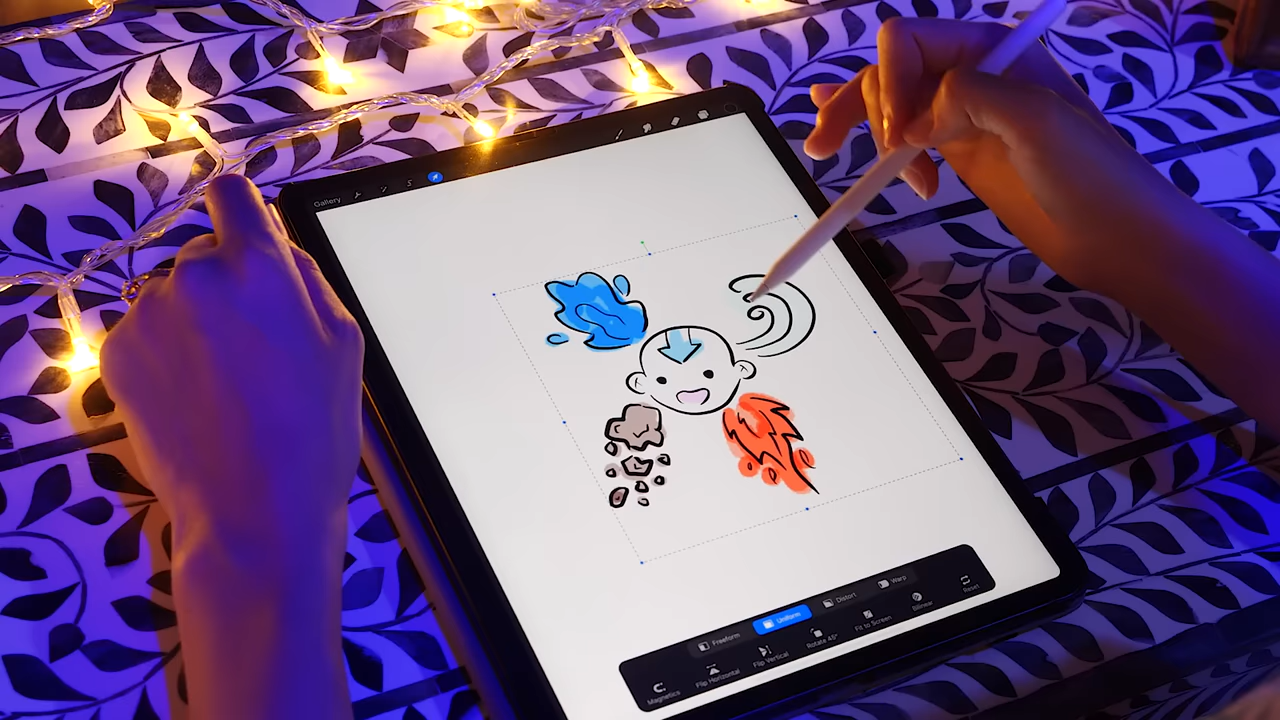 Gallery
Freeform
Uniform
Distort
Warp
Magnetics
Flip Horizontal
Flip Vertical
Rotate 45°
Fit to Screen
Bilinear
Reset